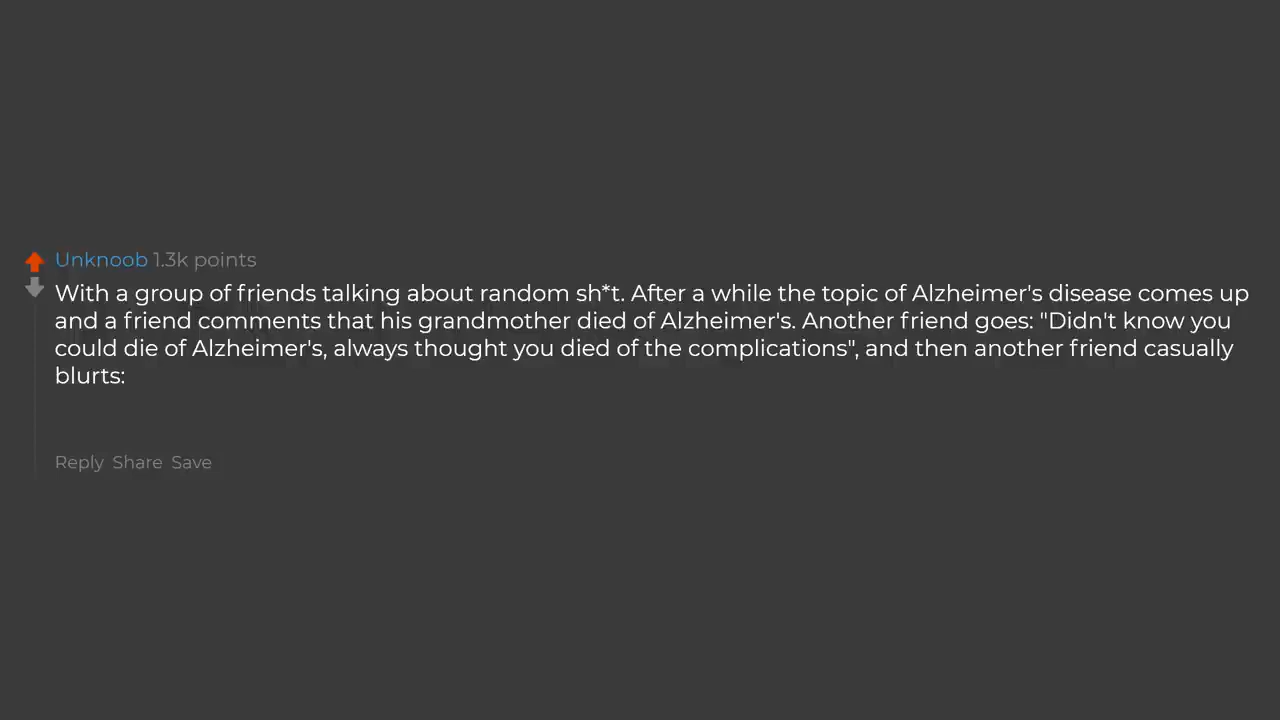 Unknoob 1.3k points
With a group of friends talking about random sh*t. After a while the topic of Alzheimer's disease comes up
and a friend comments that his grandmother died of Alzheimer's. Another friend goes: "Didn't know you
could die of Alzheimer's, always thought you died of the complications", and then another friend casually
blurts:
Reply Share Save